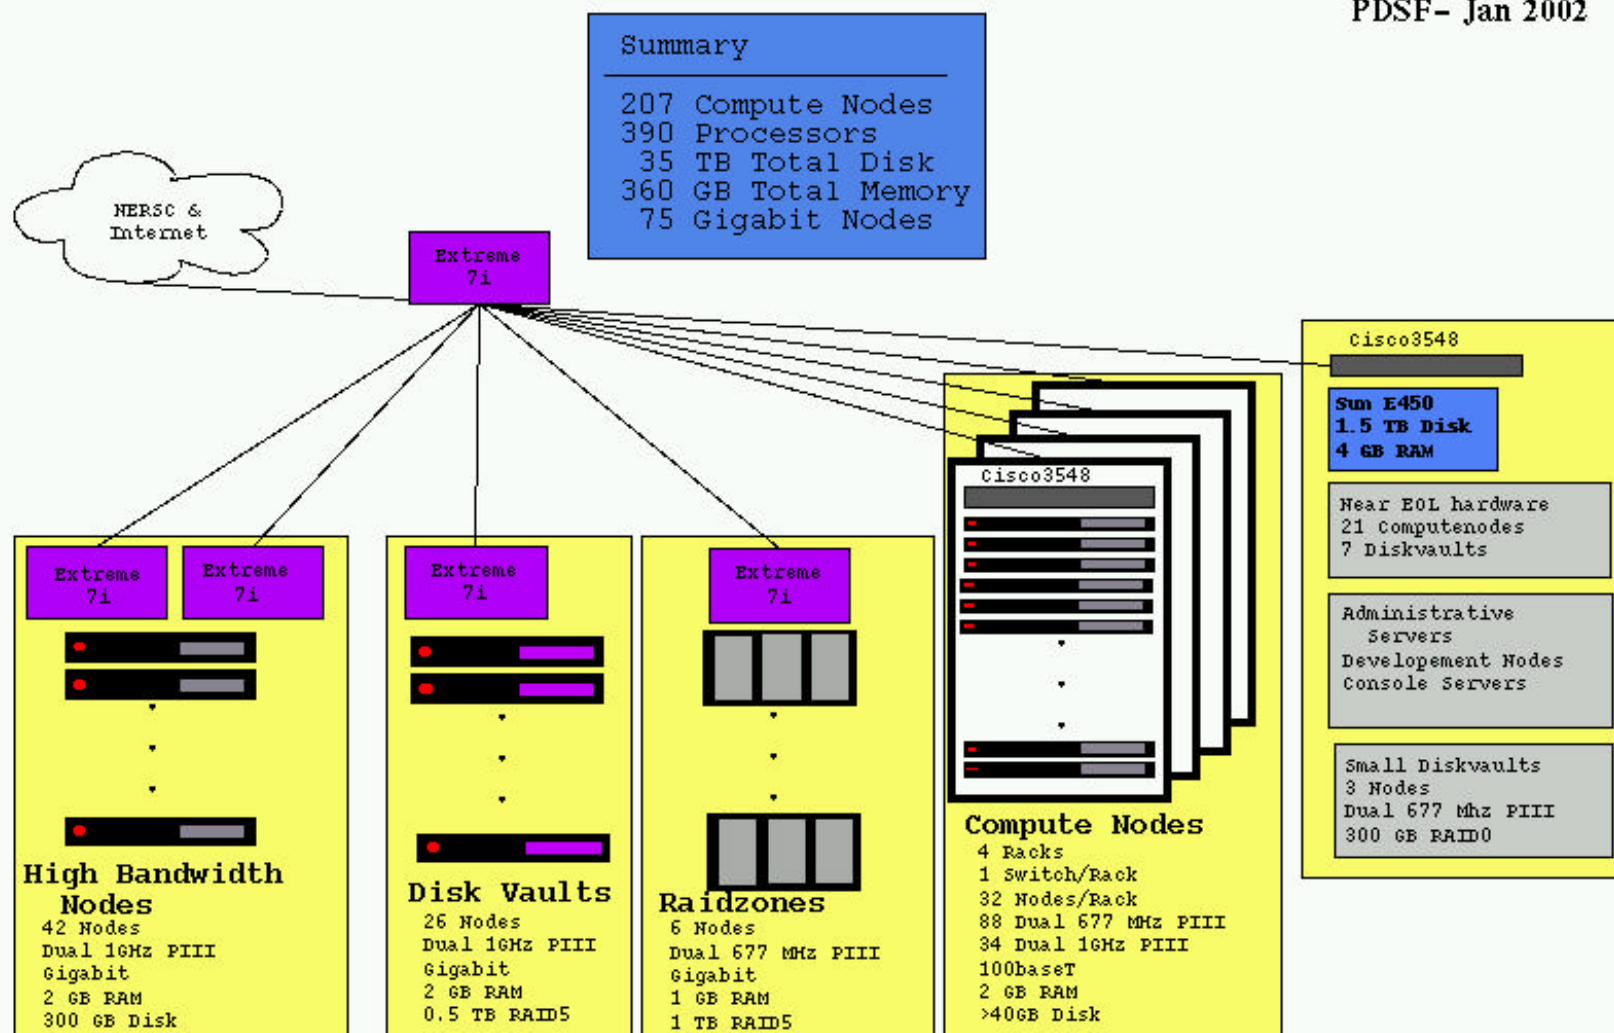 PDSF- Jan 2002
Summary
207 Compute Nodes
390 Processors
35 TB Total Disk
360 GB Total Memory
75 Gigabit Nodes
NERSC &
Internet
Extreme
7i
Cisco3548
Sun E450
1.5 TB Disk
4 GB RAM
Near EOL hardware
21 Computenodes
7 Diskvaults
Administrative
Servers
Developement Nodes
Console Servers
Small Diskvaults
3 Nodes
Dual 677 Mhz PIII
300 GB RAID0
Extreme
7i
Extreme
7i
High Bandwidth
Nodes
42 Nodes
Dual 1GHz PIII
Gigabit
2 GB RAM
300 GB Disk
Extreme
7i
Disk Vaults
26 Nodes
Dual 1GHz PIII
Gigabit
2 GB RAM
0.5 TB RAID5
Extreme
7i
Raidzones
6 Nodes
Dual 677 MHz PIII
Gigabit
1 GB RAM
1 TB RAID5
Cisco3548
Compute Nodes
4 Racks
1 Switch/Rack
32 Nodes/Rack
88 Dual 677 MHz PIII
34 Dual 1GHz PIII
100baseT
2 GB RAM
>40GB Disk